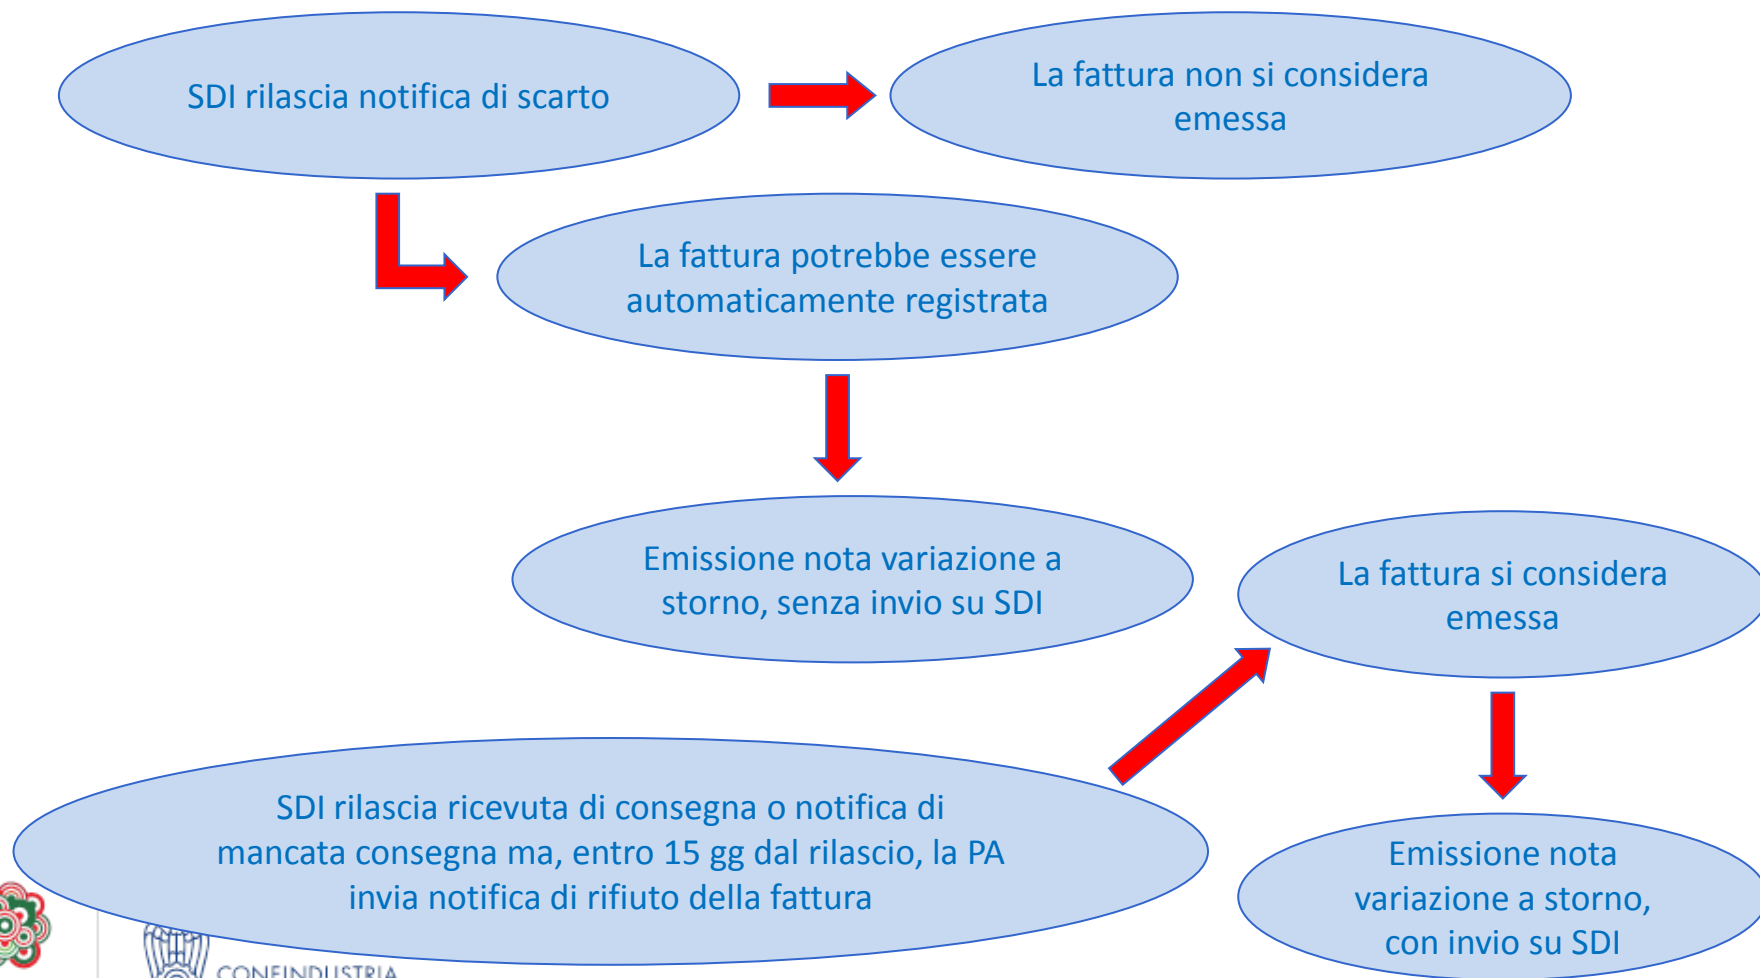 SDI rilascia notifica di scarto
La fattura non si considera
emessa
La fattura potrebbe essere
automaticamente registrata
Emissione nota variazione a
storno, senza invio su SDI
La fattura si considera
emessa
SDI rilascia ricevuta di consegna o notifica di
mancata consegna ma, entro 15 gg dal rilascio, la PA
invia notifica di rifiuto della fattura
Emissione nota
variazione a storno,
con invio su SDI
CONFINDUSTRIA